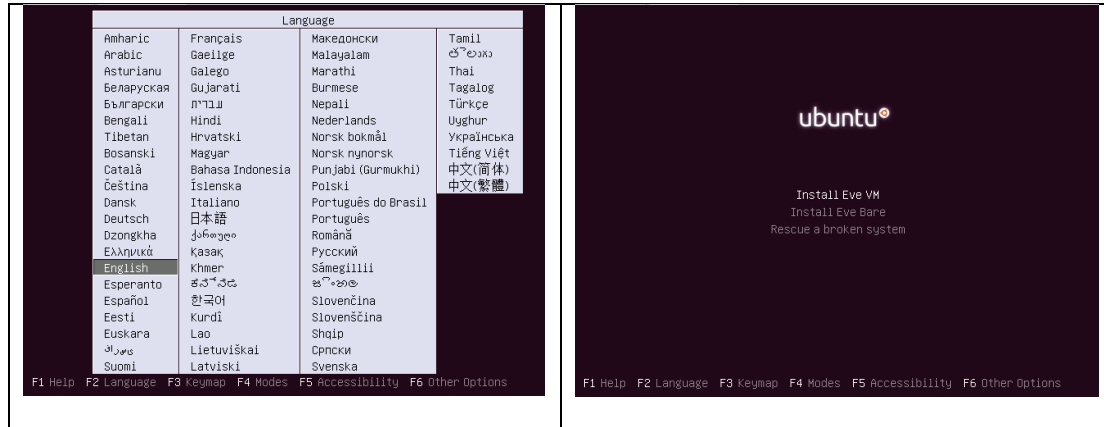 Language
Amharic
Arabic
Asturianu
Беларуская
Български
Bengali
Tibetan
Bosanski
Català
Čeština
Dansk
Deutsch
Dzongkha
Ελληνικά
English
Esperanto
Español
Eesti
Euskara
فارسی
Suomi
Français
Gaeilge
Galego
Gujarati
עברית
Hindi
Hrvatski
Magyar
Bahasa Indonesia
Íslenska
Italiano
日本語
ქართული
Қазақ
Khmer
한국어
Kurdî
Lao
Lietuviškai
Latviski
Македонски
Malayalam
Marathi
Burmese
Nepali
Nederlands
Norsk bokmål
Norsk nynorsk
Punjabi (Gurmukhi)
Polski
Português do Brasil
Português
Română
Русский
Sámegillii
Slovenčina
Slovenščina
Shqip
Српски
Svenska
Tamil
Thai
Tagalog
Türkçe
Uyghur
Українська
Tiếng Việt
中文(简体)
中文(繁體)
F1 Help F2 Language F3 Keymap F4 Modes F5 Accessibility F6 Other Options
ubuntu
Install Eve VM
Install Eve Bare
Rescue a broken system
F1 Help F2 Language F3 Keymap F4 Modes F5 Accessibility F6 Other Options